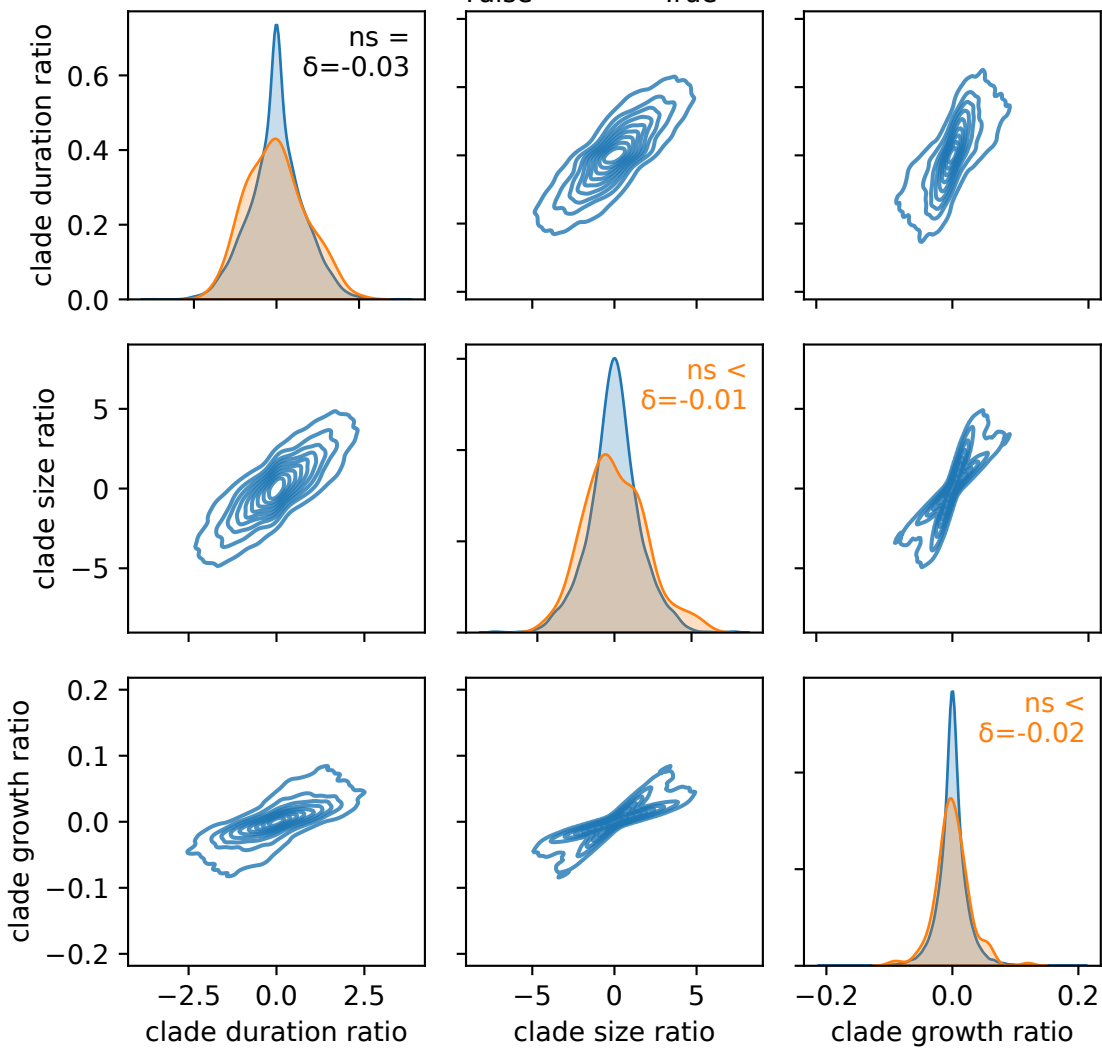 ns =
δ=-0.03
clade duration ratio
0.6
0.4
0.2
0.0
ns <
δ=-0.01
clade size ratio
5
0
−5
ns <
δ=-0.02
clade growth ratio
0.2
0.1
0.0
−0.1
−0.2
−2.5 0.0 2.5
−5 0 5
−0.2 0.0 0.2
clade duration ratio
clade size ratio
clade growth ratio